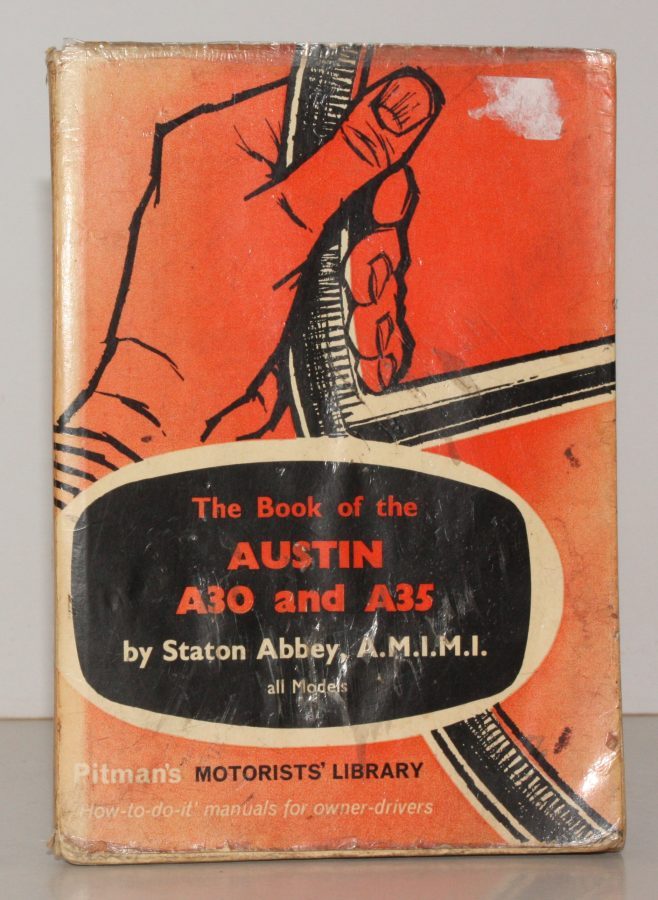 The Book of the
AUSTIN
A30 and A35
by Staton Abbey, A.M.I.M.I.
all Models
Pitman's MOTORISTS' LIBRARY
'How-to-do-it' manuals for owner-drivers